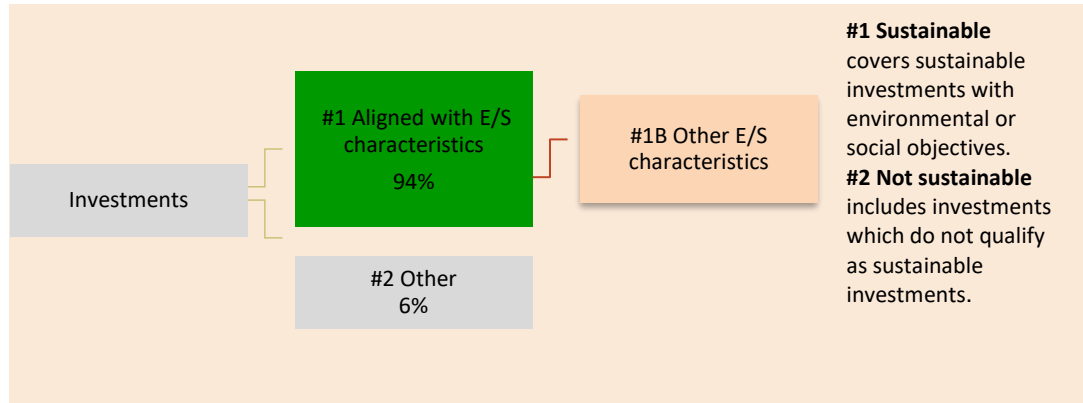 Investments
#1 Aligned with E/S
characteristics
94%
#2 Other
6%
#1B Other E/S
characteristics
#1 Sustainable
covers sustainable
investments with
environmental or
social objectives.
#2 Not sustainable
includes investments
which do not qualify
as sustainable
investments.